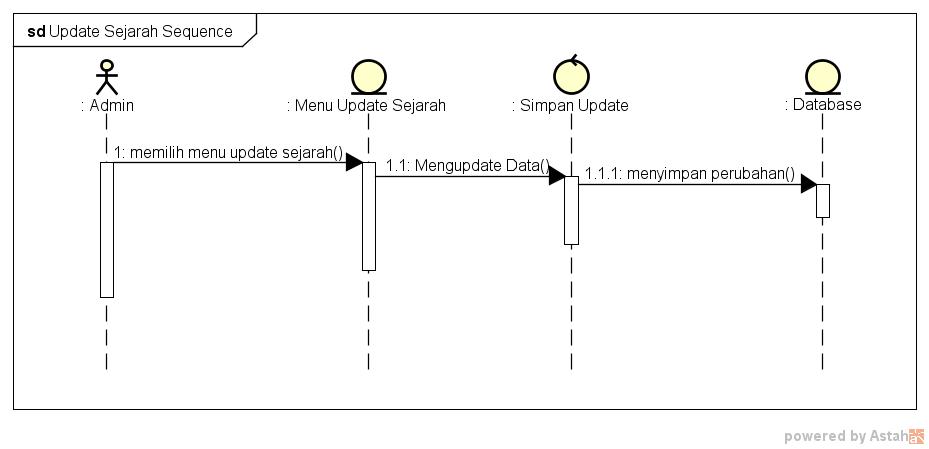 sd Update Sejarah Sequence
: Admin
: Menu Update Sejarah
: Simpan Update
: Database
1: memilih menu update sejarah()
1.1: Mengupdate Data()
1.1.1: menyimpan perubahan()
powered by Astah